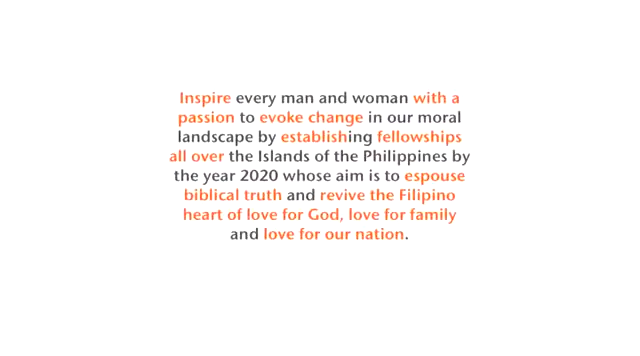 Inspire every man and woman with a
passion to evoke change in our moral
landscape by establishing fellowships
all over the Islands of the Philippines by
the year 2020 whose aim is to espouse
biblical truth and revive the Filipino
heart of love for God, love for family
and love for our nation.